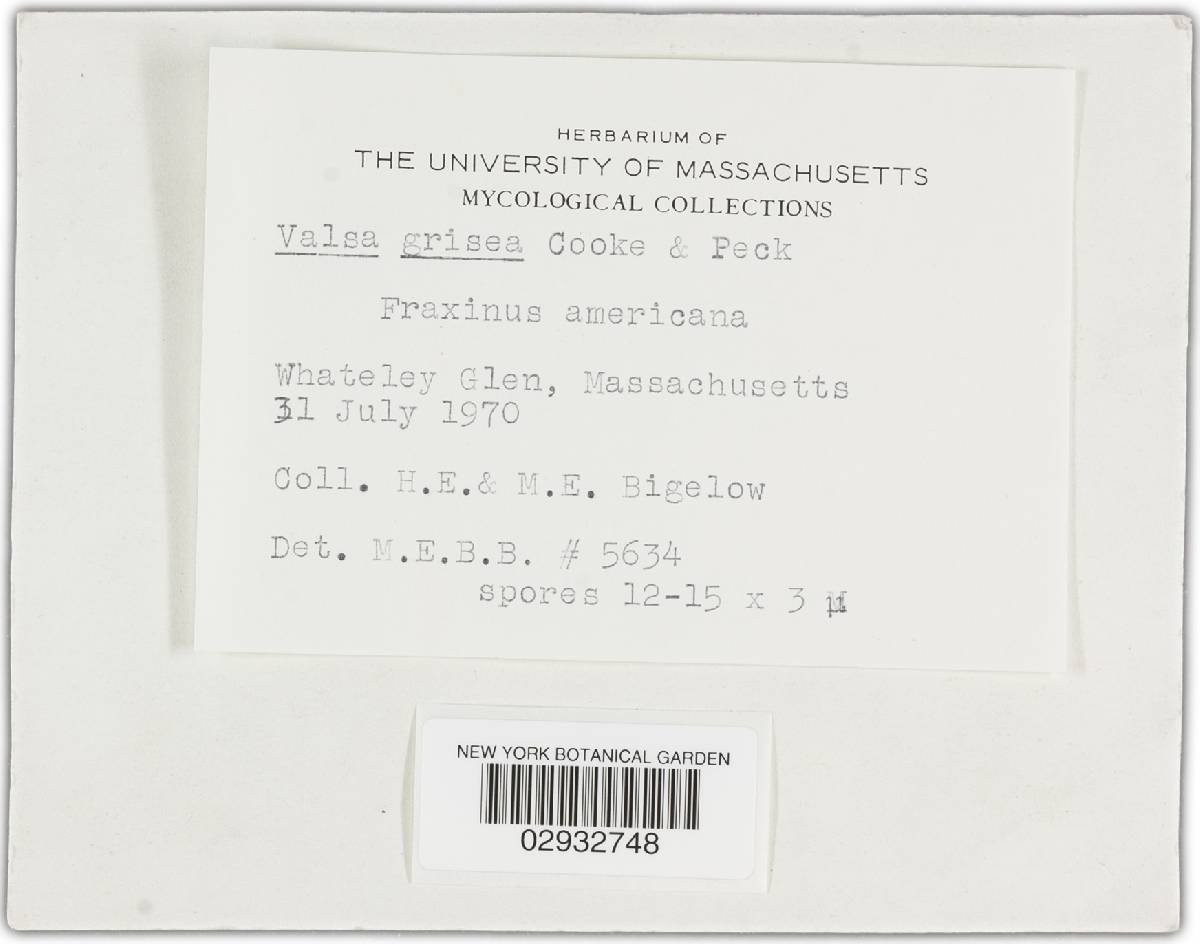 HERBARIUM OF
THE UNIVERSITY OF MASSACHUSETTS
MYCOLOGICAL COLLECTIONS
Valsa grisea Cooke & Peck
Fraxinus americana
Whateley Glen, Massachusetts
31 July 1970
Coll. H.E.& M.E. Bigelow
Det. M.E.B.B. # 5634
spores 12-15 x 3 µ
NEW YORK BOTANICAL GARDEN
02932748